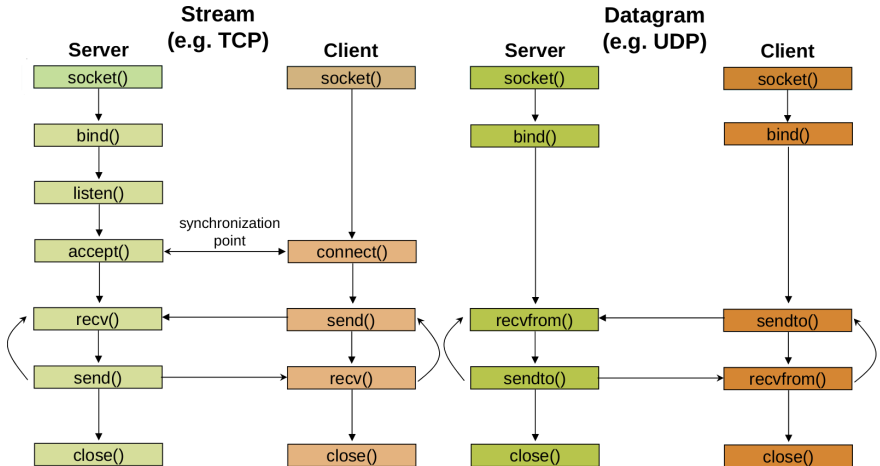 Stream
(e.g. TCP)
Server
Client
socket()
socket()
bind()
listen()
synchronization
point
accept()
connect()
recv()
send()
send()
recv()
close()
close()
Datagram
(e.g. UDP)
Server
Client
socket()
socket()
bind()
bind()
recvfrom()
sendto()
sendto()
recvfrom()
close()
close()